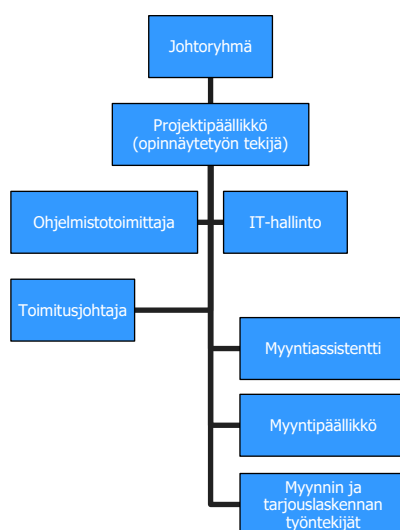 Johtoryhmä
Projektipäällikkö
(opinnäytetyön tekijä)
Ohjelmistotoimittaja
IT-hallinto
Toimitusjohtaja
Myyntiassistentti
Myyntipäällikkö
Myynnin ja
tarjouslaskennan
työntekijät